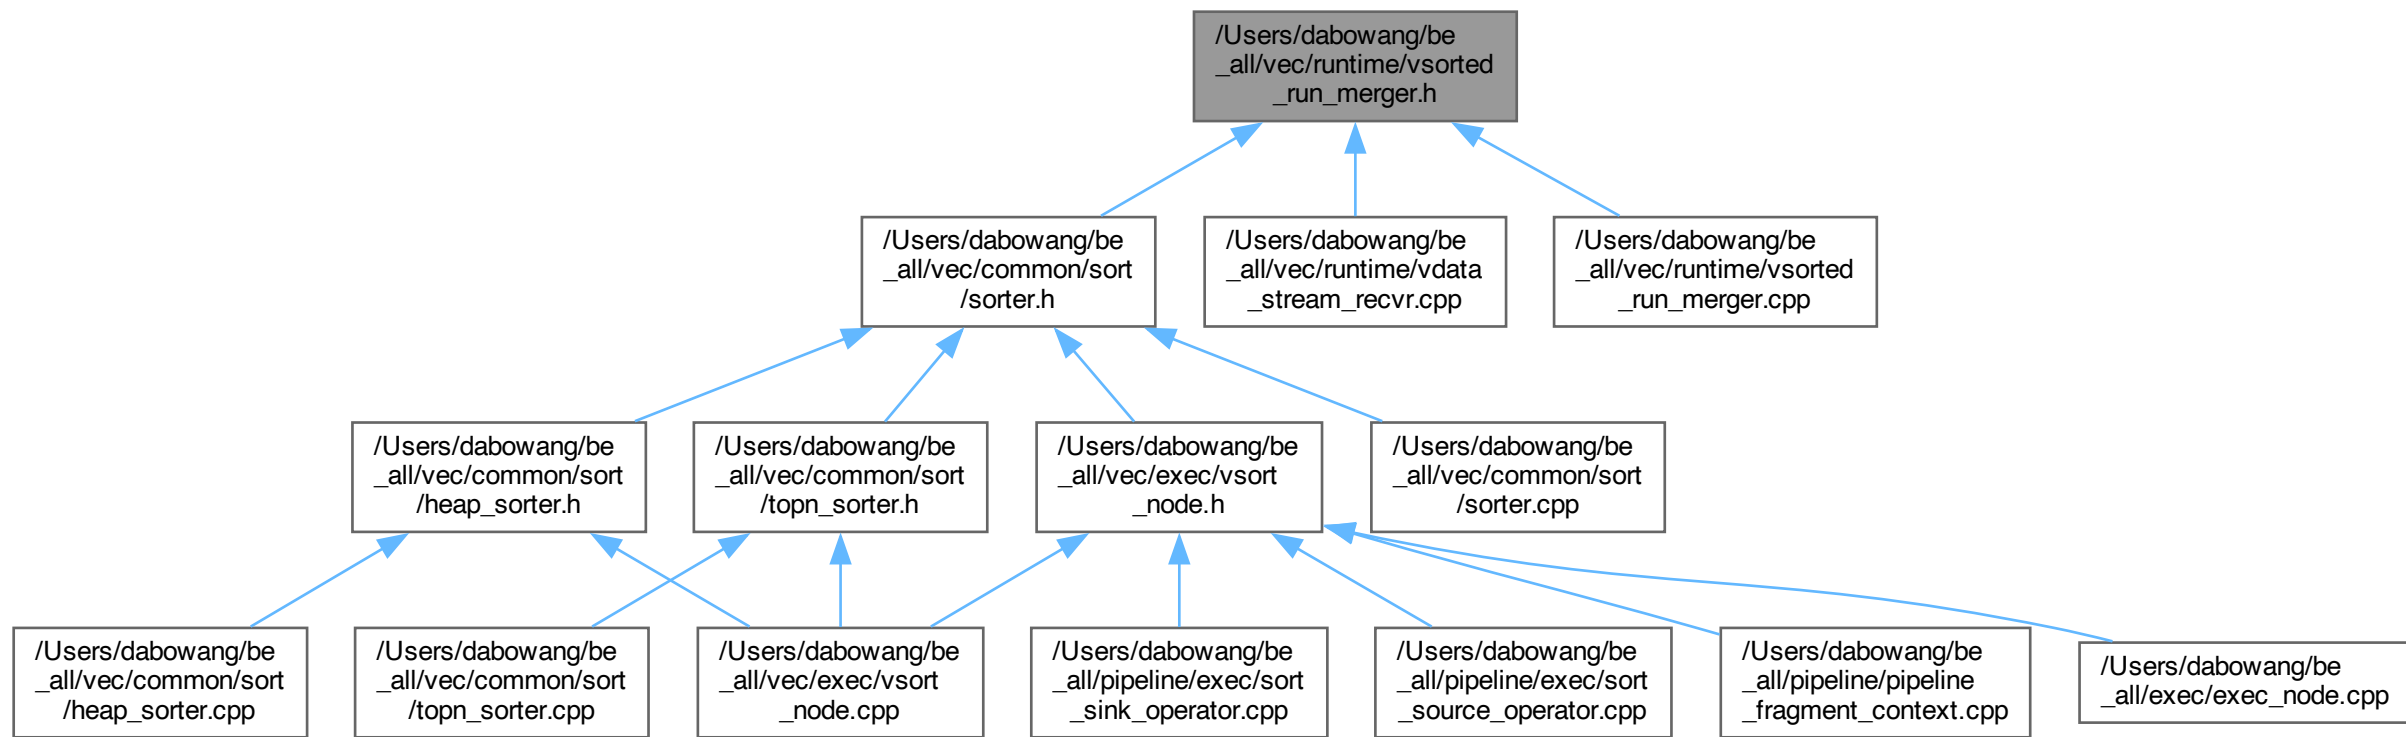 /Users/dabowang/be
_all/vec/runtime/vsorted
_run_merger.h
/Users/dabowang/be
_all/vec/common/sort
/sorter.h
/Users/dabowang/be
_all/vec/runtime/vdata
_stream_recvr.cpp
/Users/dabowang/be
_all/vec/runtime/vsorted
_run_merger.cpp
/Users/dabowang/be
_all/vec/common/sort
/heap_sorter.h
/Users/dabowang/be
_all/vec/common/sort
/topn_sorter.h
/Users/dabowang/be
_all/vec/exec/vsort
_node.h
/Users/dabowang/be
_all/vec/common/sort
/sorter.cpp
/Users/dabowang/be
_all/vec/common/sort
/heap_sorter.cpp
/Users/dabowang/be
_all/vec/common/sort
/topn_sorter.cpp
/Users/dabowang/be
_all/vec/exec/vsort
_node.cpp
/Users/dabowang/be
_all/pipeline/exec/sort
_sink_operator.cpp
/Users/dabowang/be
_all/pipeline/exec/sort
_source_operator.cpp
/Users/dabowang/be
_all/pipeline/pipeline
_fragment_context.cpp
/Users/dabowang/be
_all/exec/exec_node.cpp